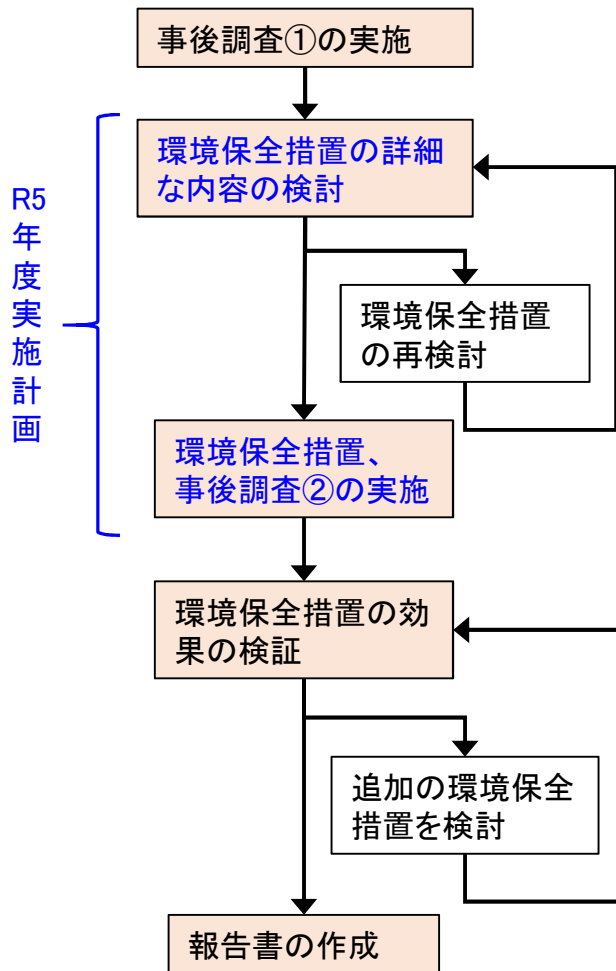 事後調査①の実施
環境保全措置の詳細
な内容の検討
R5
年
度
実
施
計
画
環境保全措置
の再検討
環境保全措置、
事後調査②の実施
環境保全措置の効
果の検証
追加の環境保全
措置を検討
報告書の作成